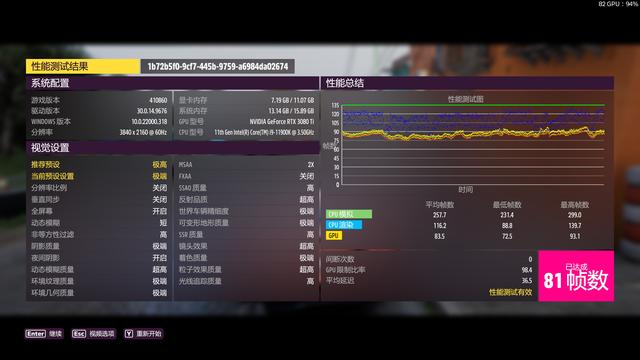 82 GPU : 94%
性能测试结果 1b72b5f0-9cf7-445b-9759-a6984da02674
系统配置
游戏版本 410860 显卡内存 7.19 GB / 11.07 GB
驱动版本 30.0.14.9676 系统内存 13.14 GB / 15.89 GB
WINDOWS 版本 10.0.22000.318 GPU 型号 NVIDIA GeForce RTX 3080 Ti
分辨率 3840 x 2160 @ 60Hz CPU 型号 11th Gen Intel(R) Core(TM) i9-11900K @ 3.50GHz
视觉设置
推荐预设 极高 MSAA 2X
当前预设设置 极端 FXAA 关闭
分辨率比例 关闭 SSAO 质量 高
垂直同步 关闭 反射品质 超高
全屏幕 开启 世界车辆精细度 极端
动态模糊 短 可变形地形质量 极端
非等方性过滤 高 SSR 质量 高
阴影质量 极端 镜头效果 超高
夜间阴影 开启 着色质量 极端
动态模糊质量 超高 粒子效果质量 超高
环境纹理质量 极端 光线追踪质量 高
环境几何质量 极端
性能总结
性能测试图
135
120
105
90
75
60
45
30
15
0
帧数
时间
平均帧数 最低帧数 最高帧数
CPU 模拟 257.7 231.4 299.0
CPU 渲染 116.2 88.8 139.7
GPU 83.5 72.5 93.1
间断次数 0
GPU 限制比率 98.4
平均延迟 36.5
性能测试有效
已达成
81 帧数
Enter 继续 Esc 视频选项 Y 重新开始